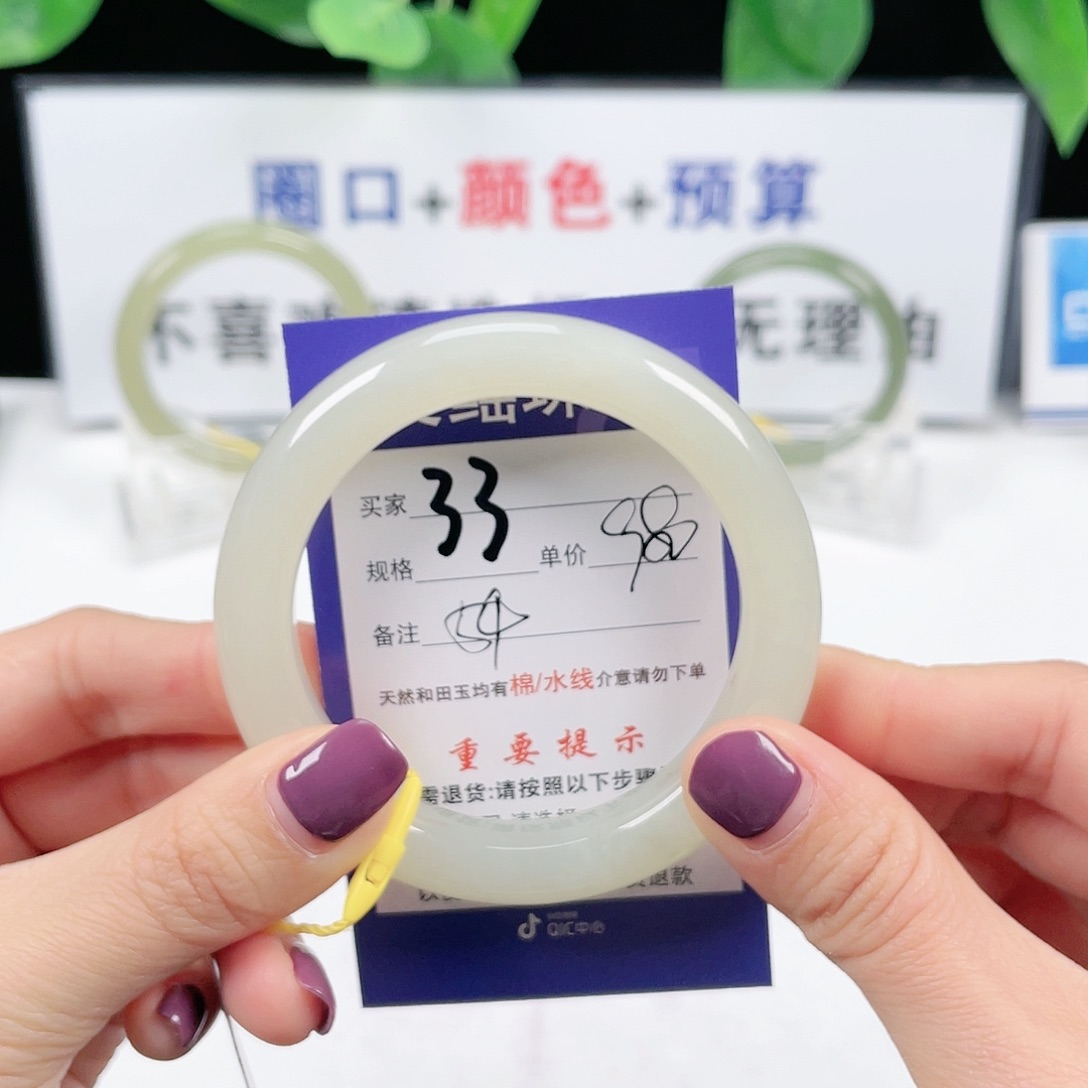 圈口+颜色+预算
不喜 无理由
买家 33
规格 单价
备注 54
天然和田玉均有棉/水线介意请勿下单
重要提示
需退货:请按照以下步骤
退款
QIC中心